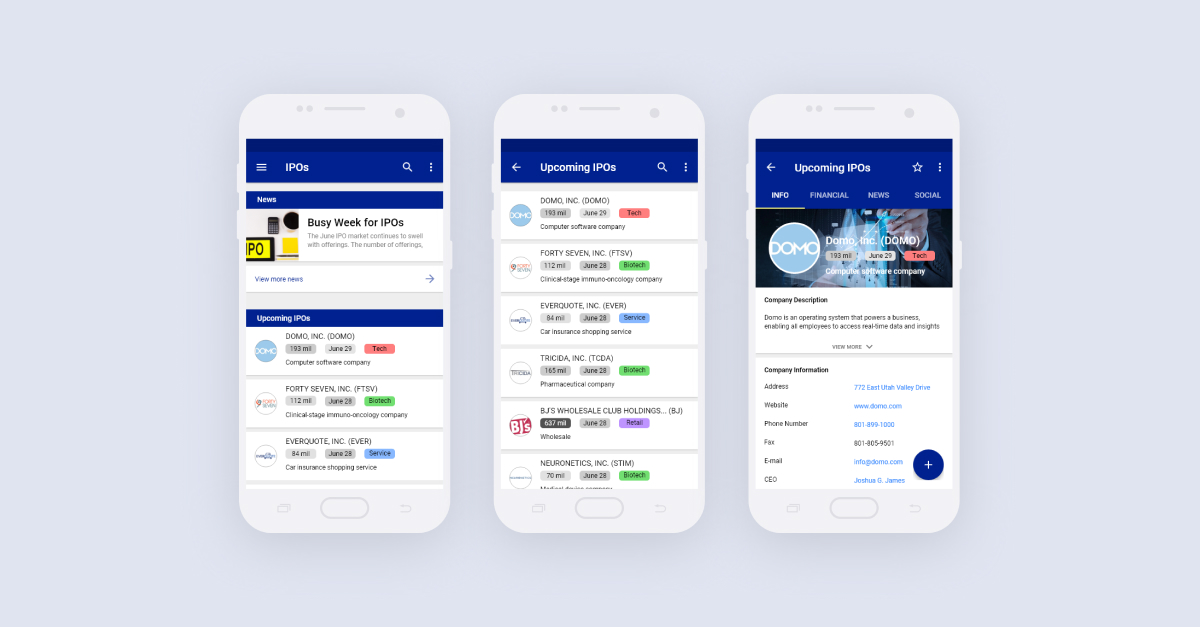 IPOs
News
IPO
Busy Week for IPOs
The June IPO market continues to swell
with offerings. The number of offerings,
View more news
Upcoming IPOs
DOMO
DOMO, INC. (DOMO)
193 mil June 29 Tech
Computer software company
FORTY SEVEN
FORTY SEVEN, INC. (FTSV)
112 mil June 28 Biotech
Clinical-stage immuno-oncology company
EVERQUOTE, INC. (EVER)
84 mil June 28 Service
Car insurance shopping service
Upcoming IPOs
DOMO
DOMO, INC. (DOMO)
193 mil June 29 Tech
Computer software company
FORTY SEVEN
FORTY SEVEN, INC. (FTSV)
112 mil June 28 Biotech
Clinical-stage immuno-oncology company
EVERQUOTE, INC. (EVER)
84 mil June 28 Service
Car insurance shopping service
TRICIDA
TRICIDA, INC. (TCDA)
165 mil June 28 Biotech
Pharmaceutical company
BJ's
BJ'S WHOLESALE CLUB HOLDINGS... (BJ)
637 mil June 28 Retail
Wholesale
NEURONETICS, INC. (STIM)
70 mil June 28 Biotech
Medical device company
Upcoming IPOs
INFO FINANCIAL NEWS SOCIAL
DOMO
Domo, Inc. (DOMO)
193 mil June 29 Tech
Computer software company
Company Description
Domo is an operating system that powers a business,
enabling all employees to access real-time data and insights
VIEW MORE
Company Information
Address 772 East Utah Valley Drive
Website www.domo.com
Phone Number 801-899-1000
Fax 801-805-9501
E-mail info@domo.com
CEO Joshua G. James
+